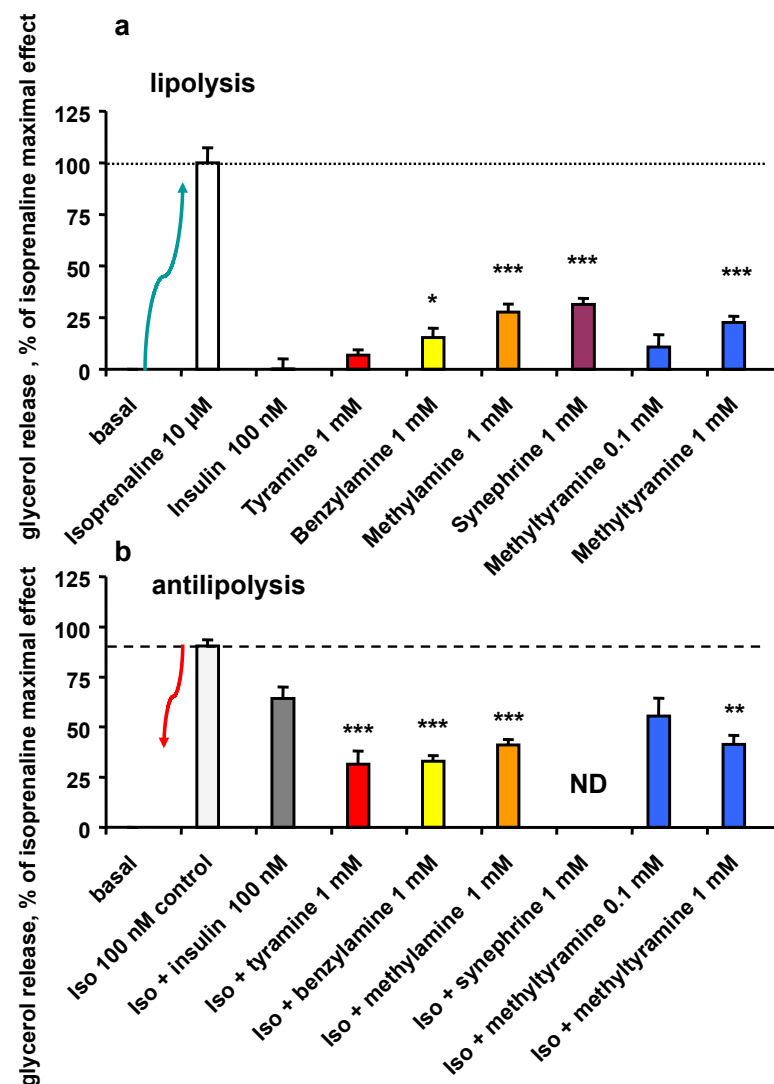 a
lipolysis
glycerol release , % of isoprenaline maximal effect
125
100
75
50
25
0
*
***
***
***
basal
Isoprenaline 10 µM
Insulin  100 nM
Tyramine 1 mM
Benzylamine 1 mM
Methylamine  1 mM
Synephrine 1 mM
Methyltyramine 0.1 mM
Methyltyramine 1 mM
b
antilipolysis
glycerol release, % of isoprenaline maximal effect
125
100
75
50
25
0
***
***
***
ND
**
basal
Iso 100 nM control
Iso + insulin  100 nM
Iso + tyramine 1 mM
Iso + benzylamine 1 mM
Iso + methylamine  1 mM
Iso + synephrine 1 mM
Iso + methyltyramine 0.1 mM
Iso + methyltyramine 1 mM